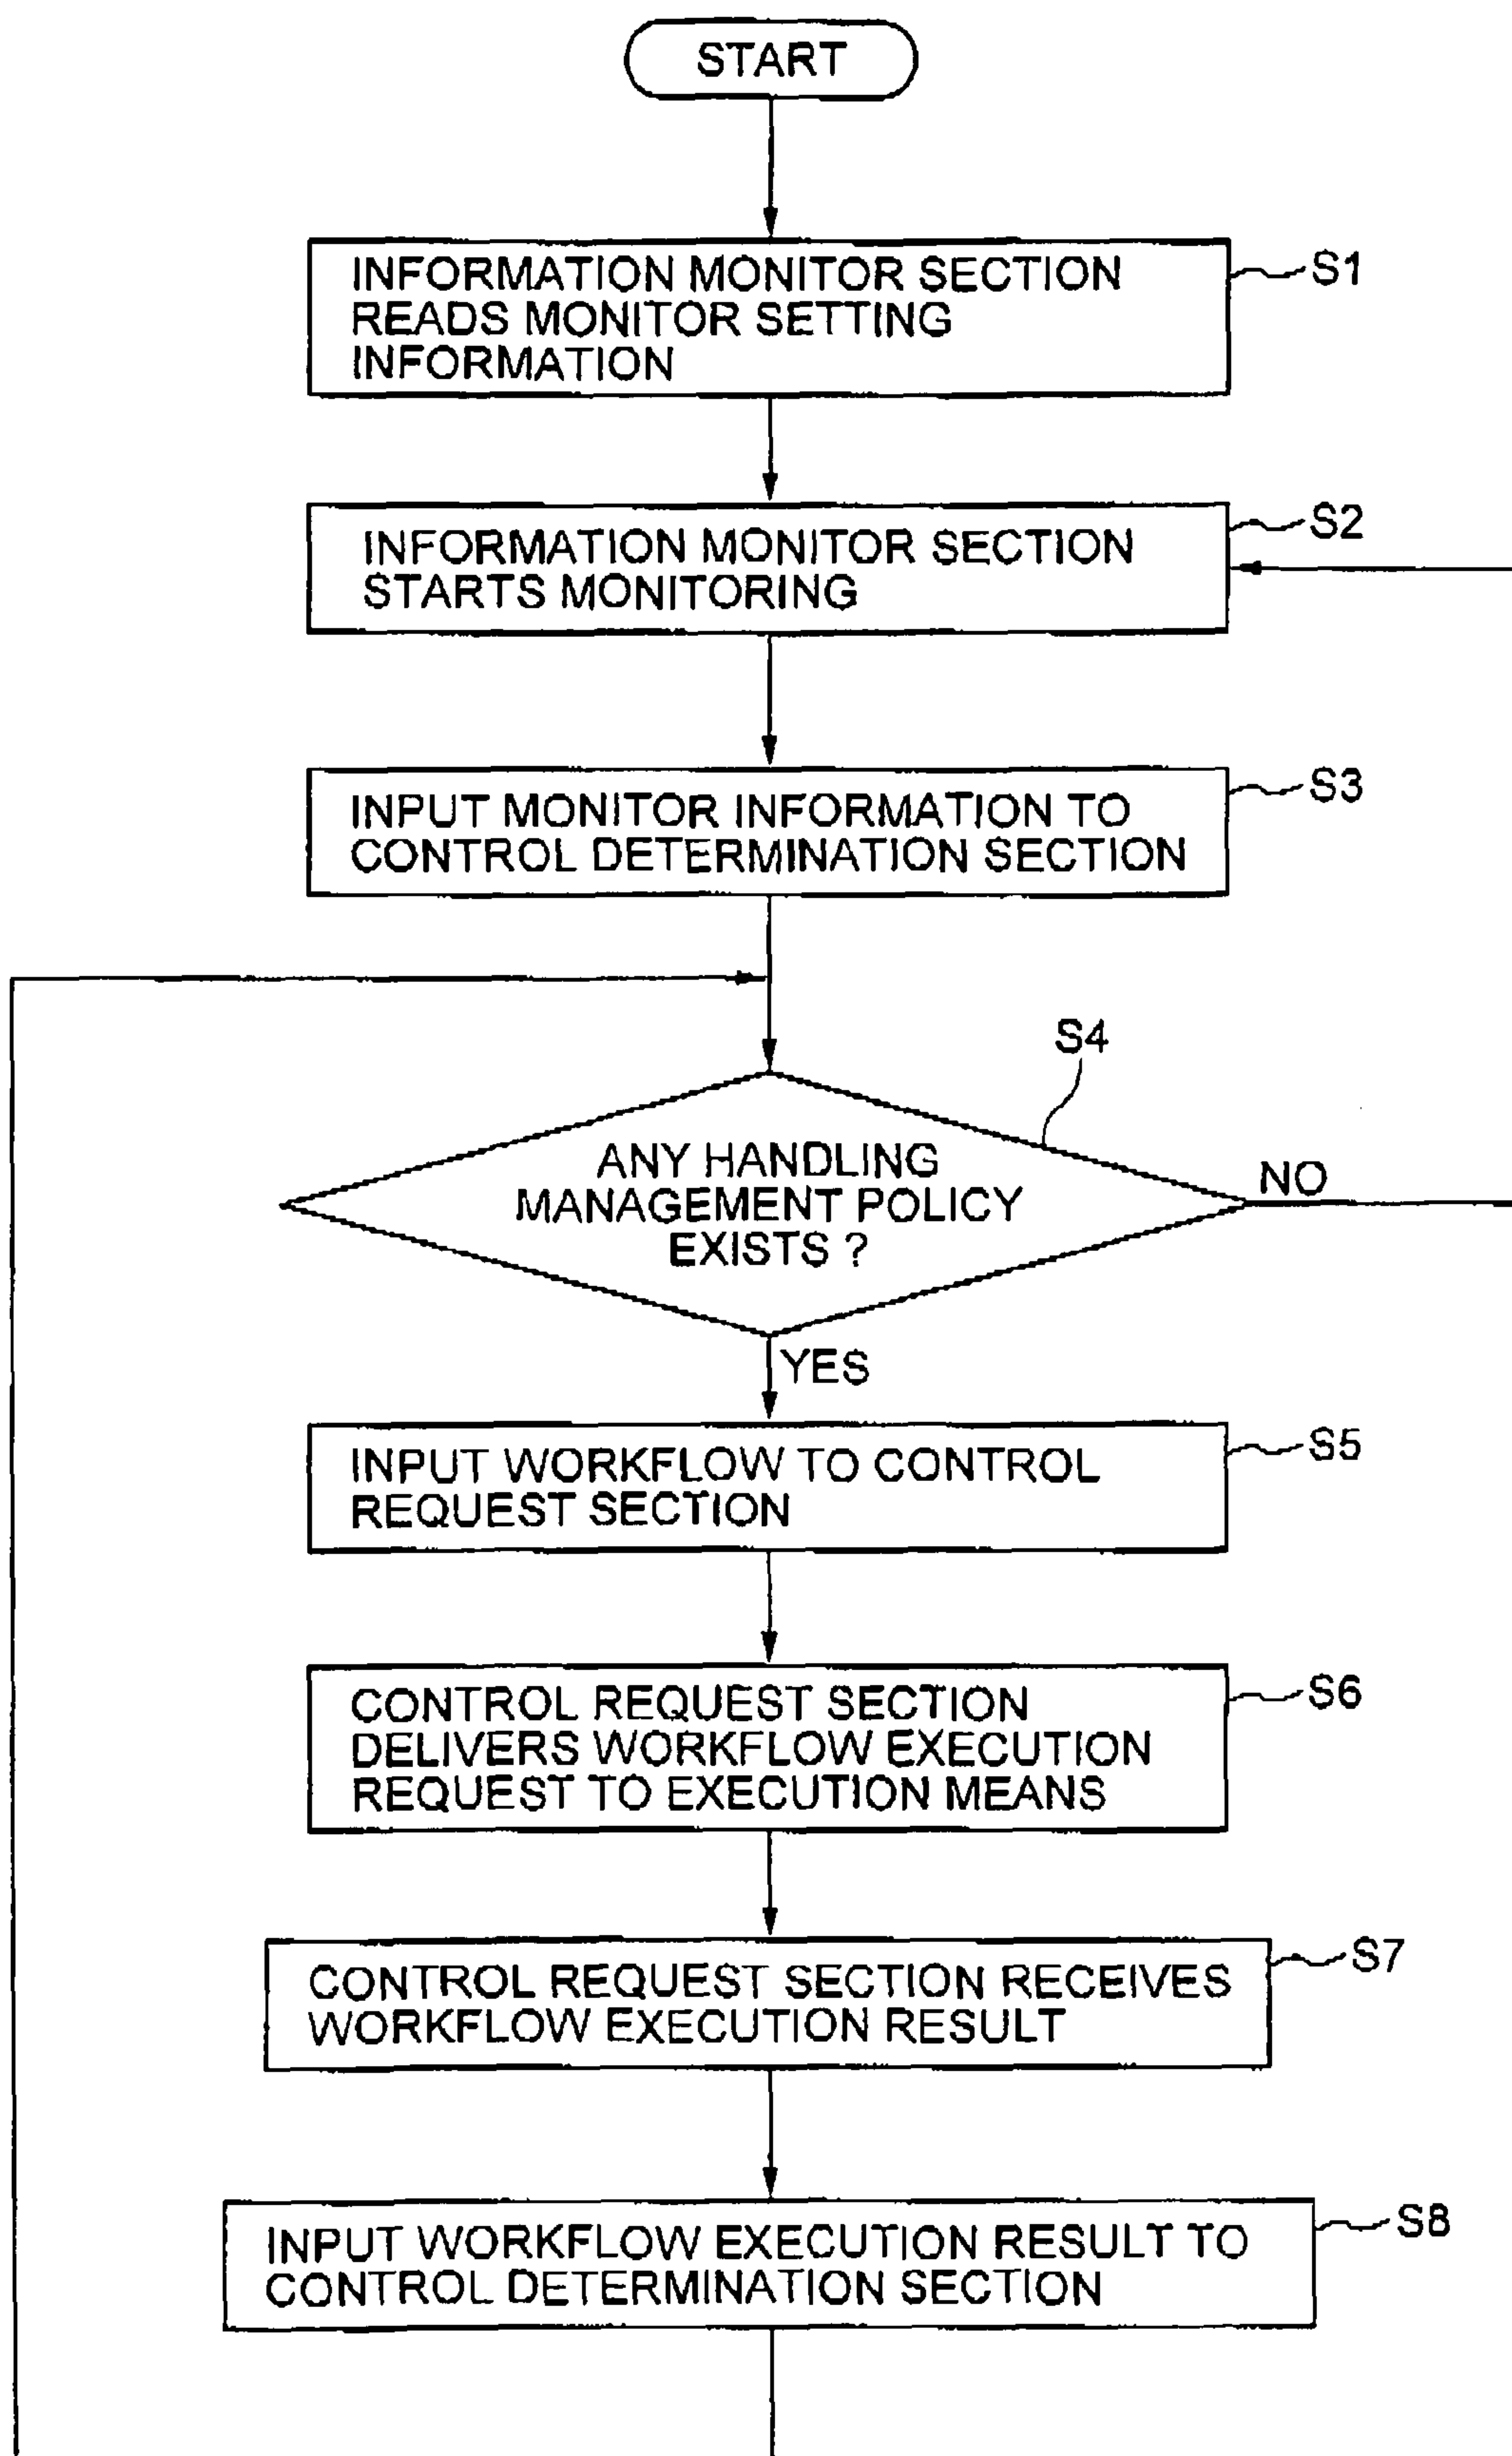 START
INFORMATION MONITOR SECTION
READS MONITOR SETTING
INFORMATION
S1
INFORMATION MONITOR SECTION
STARTS MONITORING
S2
INPUT MONITOR INFORMATION TO
CONTROL DETERMINATION SECTION
S3
S4
ANY HANDLING
MANAGEMENT POLICY
EXISTS ?
NO
YES
INPUT WORKFLOW TO CONTROL
REQUEST SECTION
S5
CONTROL REQUEST SECTION
DELIVERS WORKFLOW EXECUTION
REQUEST TO EXECUTION MEANS
S6
CONTROL REQUEST SECTION RECEIVES
WORKFLOW EXECUTION RESULT
S7
INPUT WORKFLOW EXECUTION RESULT TO
CONTROL DETERMINATION SECTION
S8